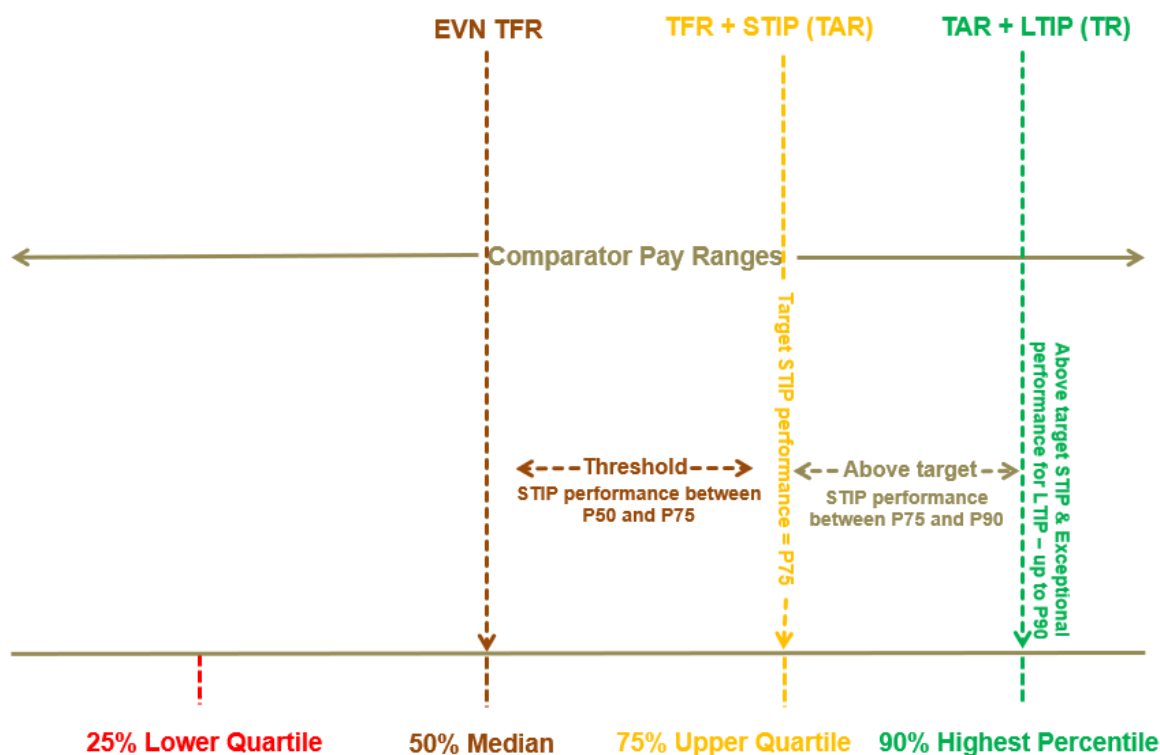 EVN TFR
TFR + STIP (TAR)
TAR + LTIP (TR)
Comparator Pay Ranges
Target STIP performance = P75
Above target STIP & Exceptional
performance for LTIP – up to P90
Threshold
STIP performance between
P50 and P75
Above target
STIP performance
between P75 and P90
25% Lower Quartile
50% Median
75% Upper Quartile
90% Highest Percentile